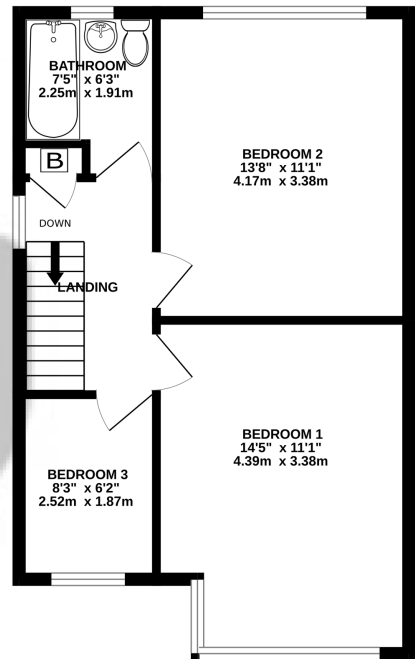 BATHROOM
7'5" x 6'3"
2.25m x 1.91m
B
DOWN
LANDING
BEDROOM 2
13'8" x 11'1"
4.17m x 3.38m
BEDROOM 1
14'5" x 11'1"
4.39m x 3.38m
BEDROOM 3
8'3" x 6'2"
2.52m x 1.87m